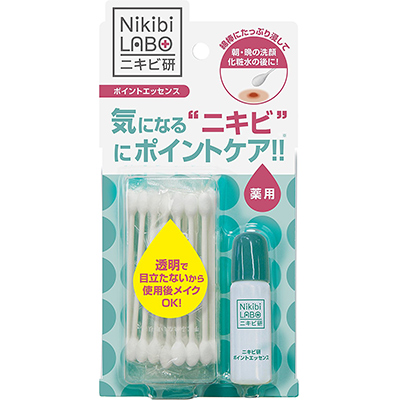 Nikibi
LABO
ニキビ研
綿棒にたっぷり浸して
朝・晩の洗顔
化粧水の後に!
ポイントエッセンス
気になる“ニキビ”
にポイントケア!!
薬用
透明で
目立たないから
使用後メイク
OK!
Nikibi
LABO
ニキビ研
ニキビ研
ポイントエッセンス